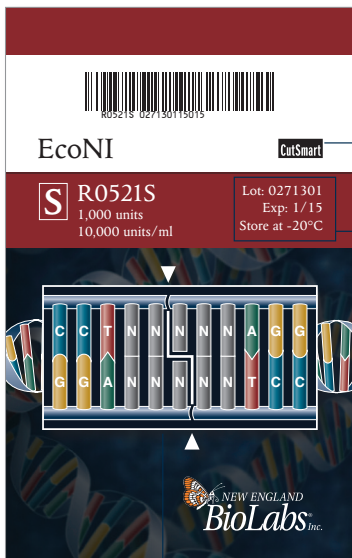 R0521S 027130115015
EcoNI
CutSmart
S
R0521S
1,000 units
10,000 units/ml
Lot: 0271301
Exp: 1/15
Store at -20°C
C C T N N N N N A G G
G G A N N N N N T C C
NEW ENGLAND
BioLabs® Inc.